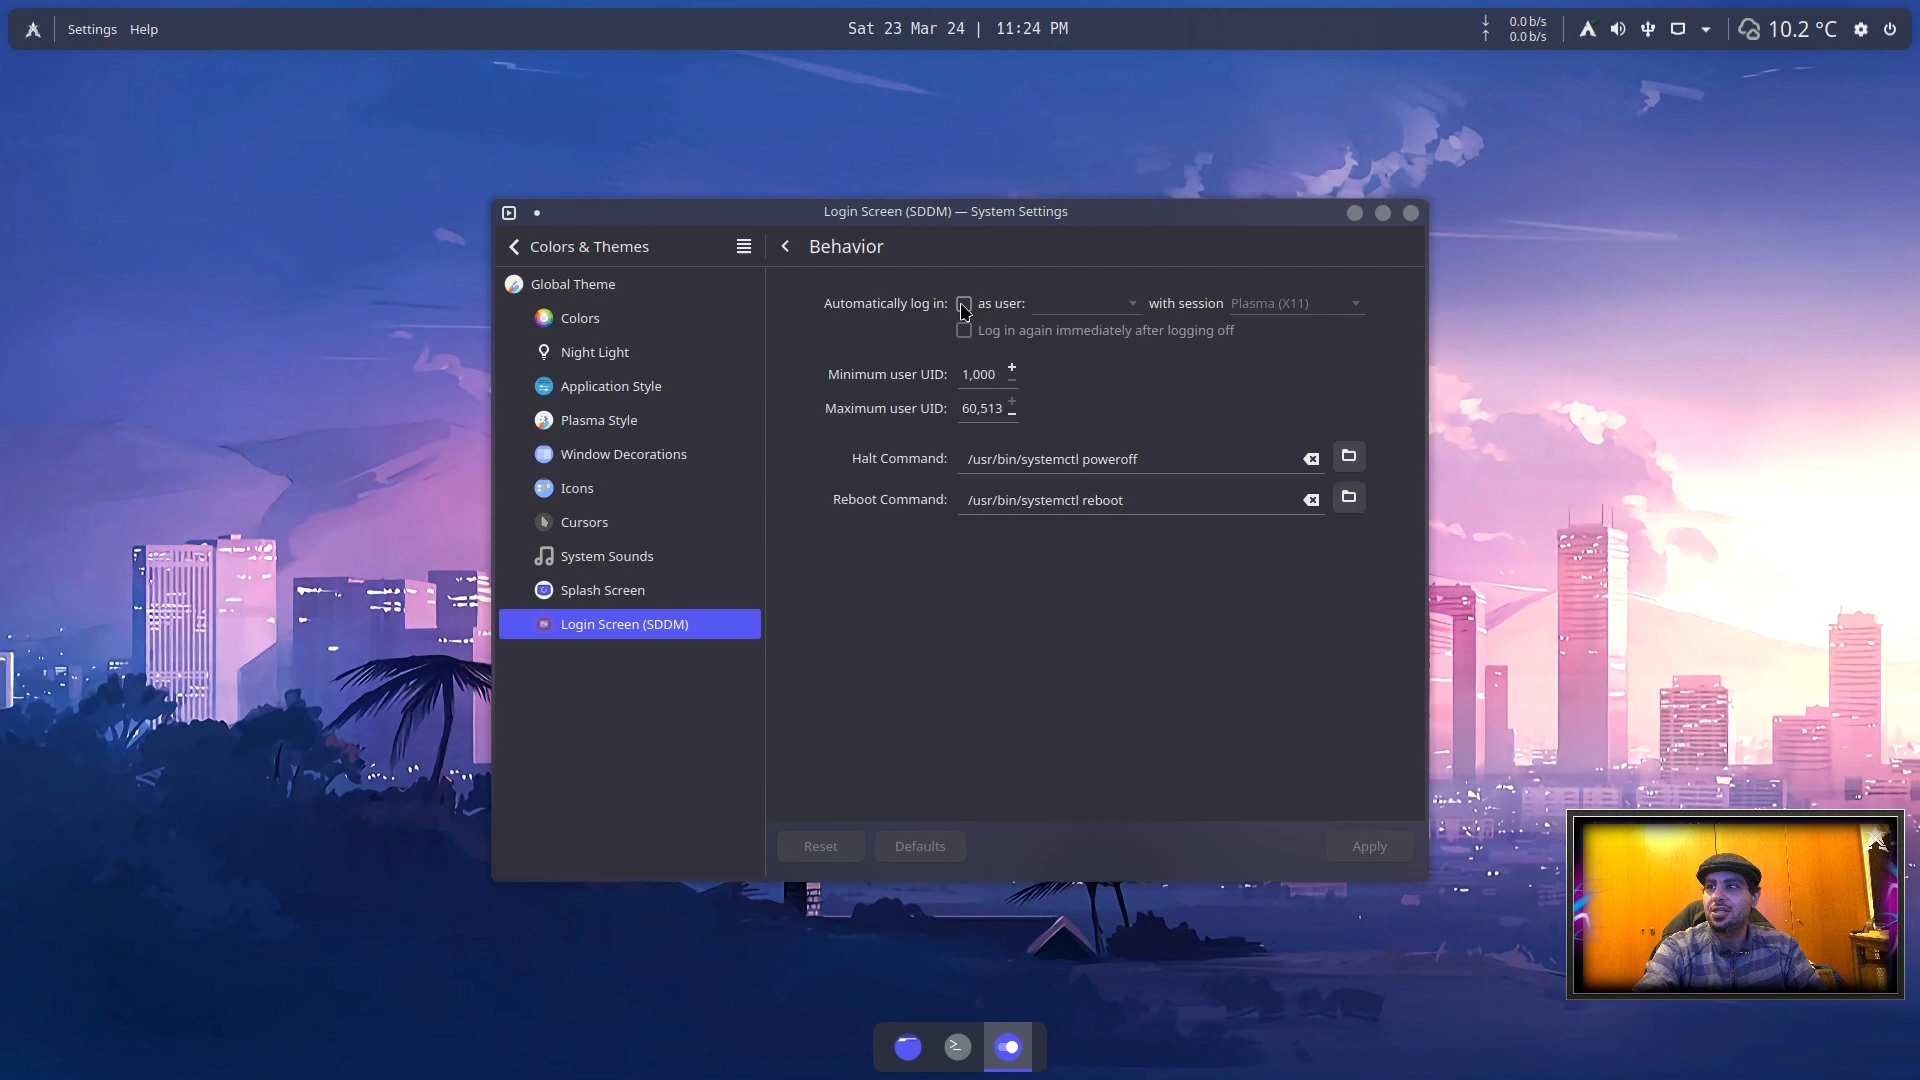 Settings Help
Sat 23 Mar 24 | 11:24 PM
↓ 0.0 b/s
↑ 0.0 b/s
10.2 °C
Login Screen (SDDM) — System Settings
Colors & Themes
Behavior
Global Theme
Colors
Night Light
Application Style
Plasma Style
Window Decorations
Icons
Cursors
System Sounds
Splash Screen
Login Screen (SDDM)
Automatically log in: as user: with session Plasma (X11)
Log in again immediately after logging off
Minimum user UID: 1,000
Maximum user UID: 60,513
Halt Command: /usr/bin/systemctl poweroff
Reboot Command: /usr/bin/systemctl reboot
Reset Defaults Apply